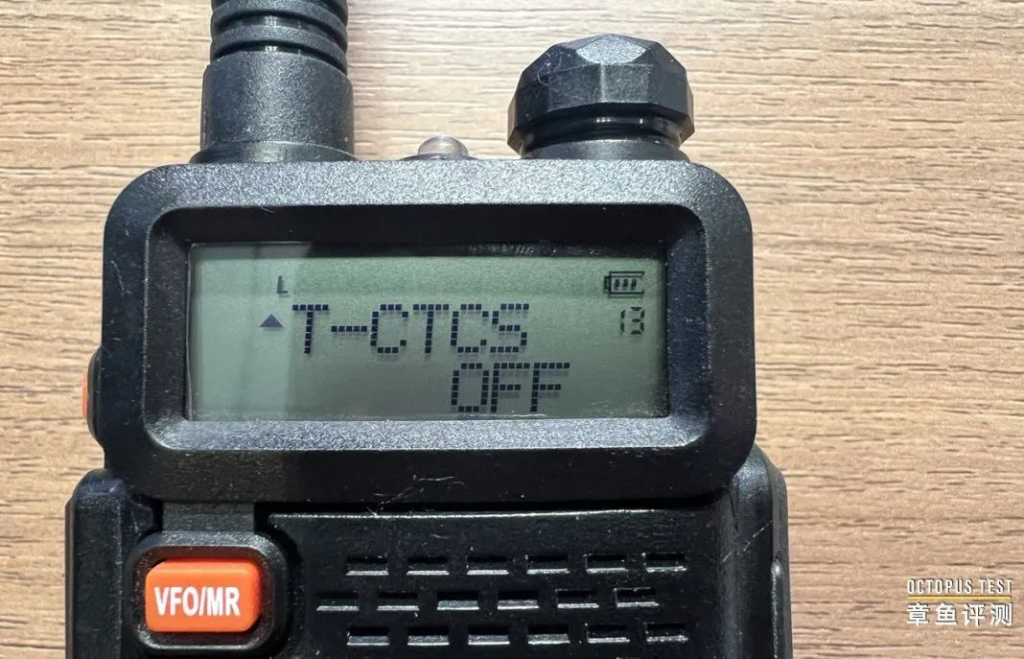 L
T-CTCS
13
OFF
VFO/MR
OCTOPUS TEST
章鱼评测